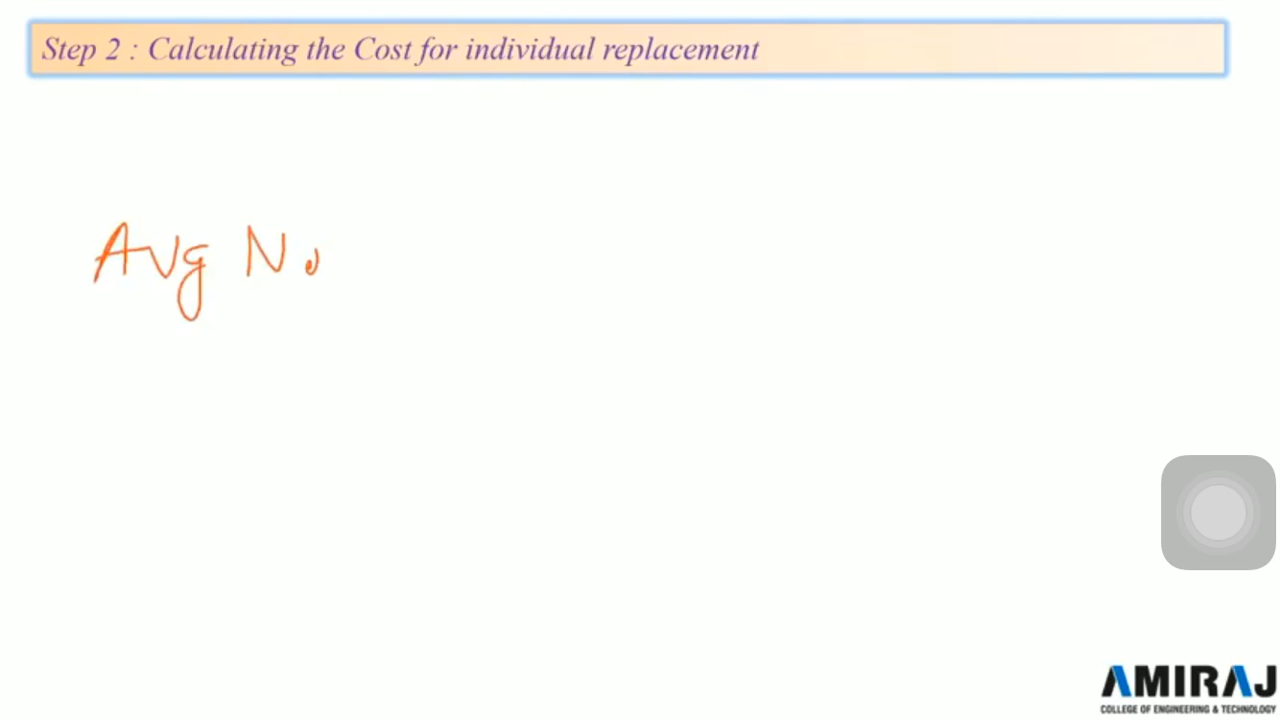 Step 2 : Calculating the Cost for individual replacement
Avg No
AMIRAJ
COLLEGE OF ENGINEERING & TECHNOLOGY